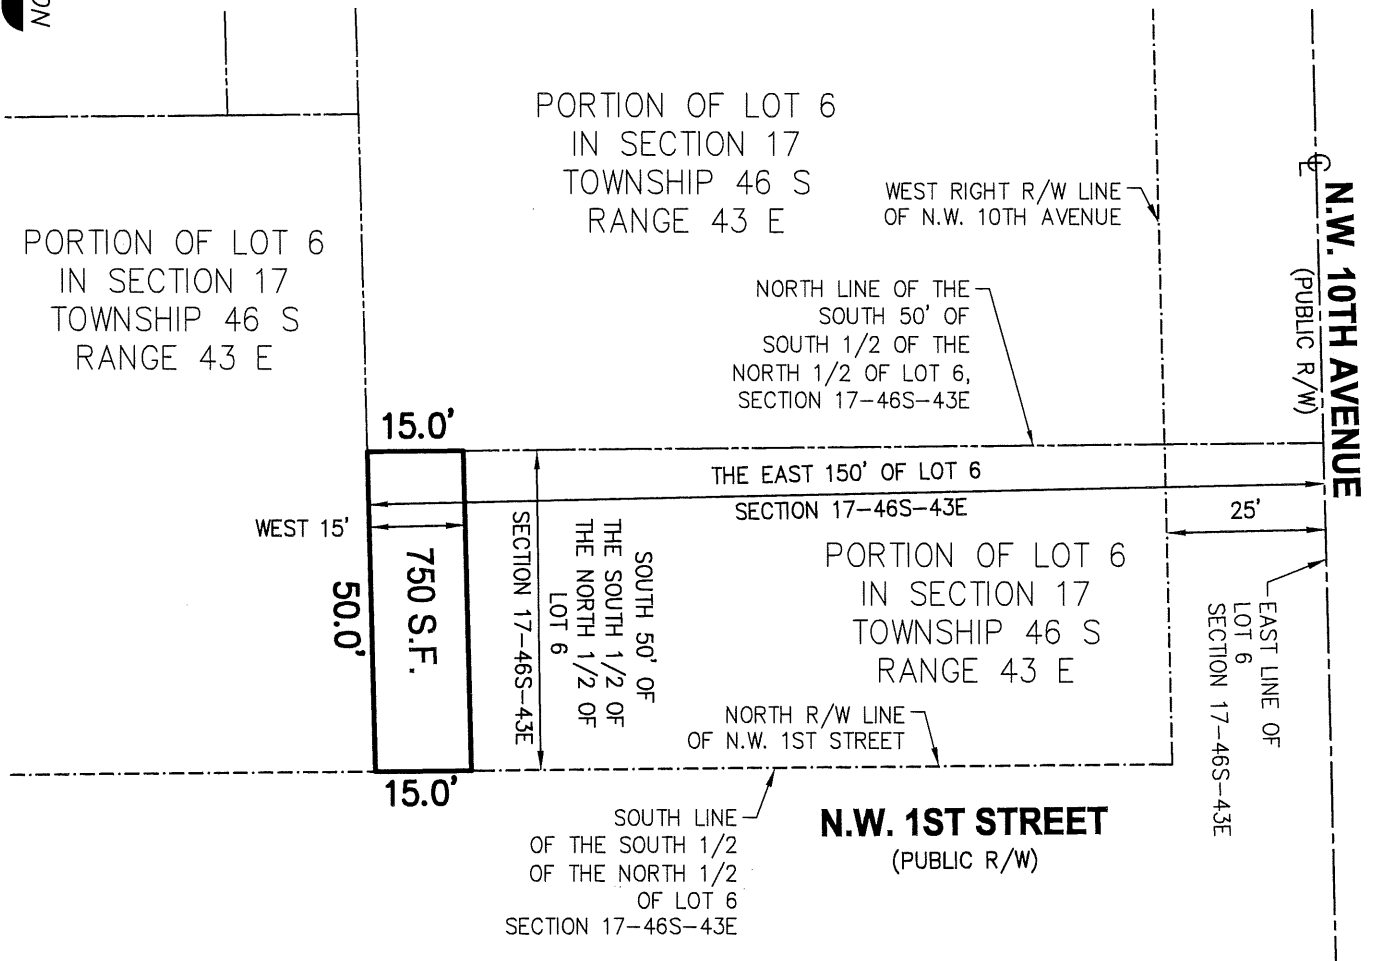 ON
PORTION OF LOT 6
IN SECTION 17
TOWNSHIP 46 S
RANGE 43 E
WEST RIGHT R/W LINE
OF N.W. 10TH AVENUE
℄
N.W. 10TH AVENUE
(PUBLIC R/W)
PORTION OF LOT 6
IN SECTION 17
TOWNSHIP 46 S
RANGE 43 E
NORTH LINE OF THE
SOUTH 50' OF
SOUTH 1/2 OF THE
NORTH 1/2 OF LOT 6,
SECTION 17-46S-43E
15.0'
THE EAST 150' OF LOT 6
SECTION 17-46S-43E
25'
WEST 15'
50.0'
750 S.F.
SECTION 17-46S-43E
SOUTH 50' OF
THE SOUTH 1/2 OF
THE NORTH 1/2 OF
LOT 6
PORTION OF LOT 6
IN SECTION 17
TOWNSHIP 46 S
RANGE 43 E
EAST LINE OF
LOT 6
SECTION 17-46S-43E
NORTH R/W LINE
OF N.W. 1ST STREET
15.0'
SOUTH LINE
OF THE SOUTH 1/2
OF THE NORTH 1/2
OF LOT 6
SECTION 17-46S-43E
N.W. 1ST STREET
(PUBLIC R/W)